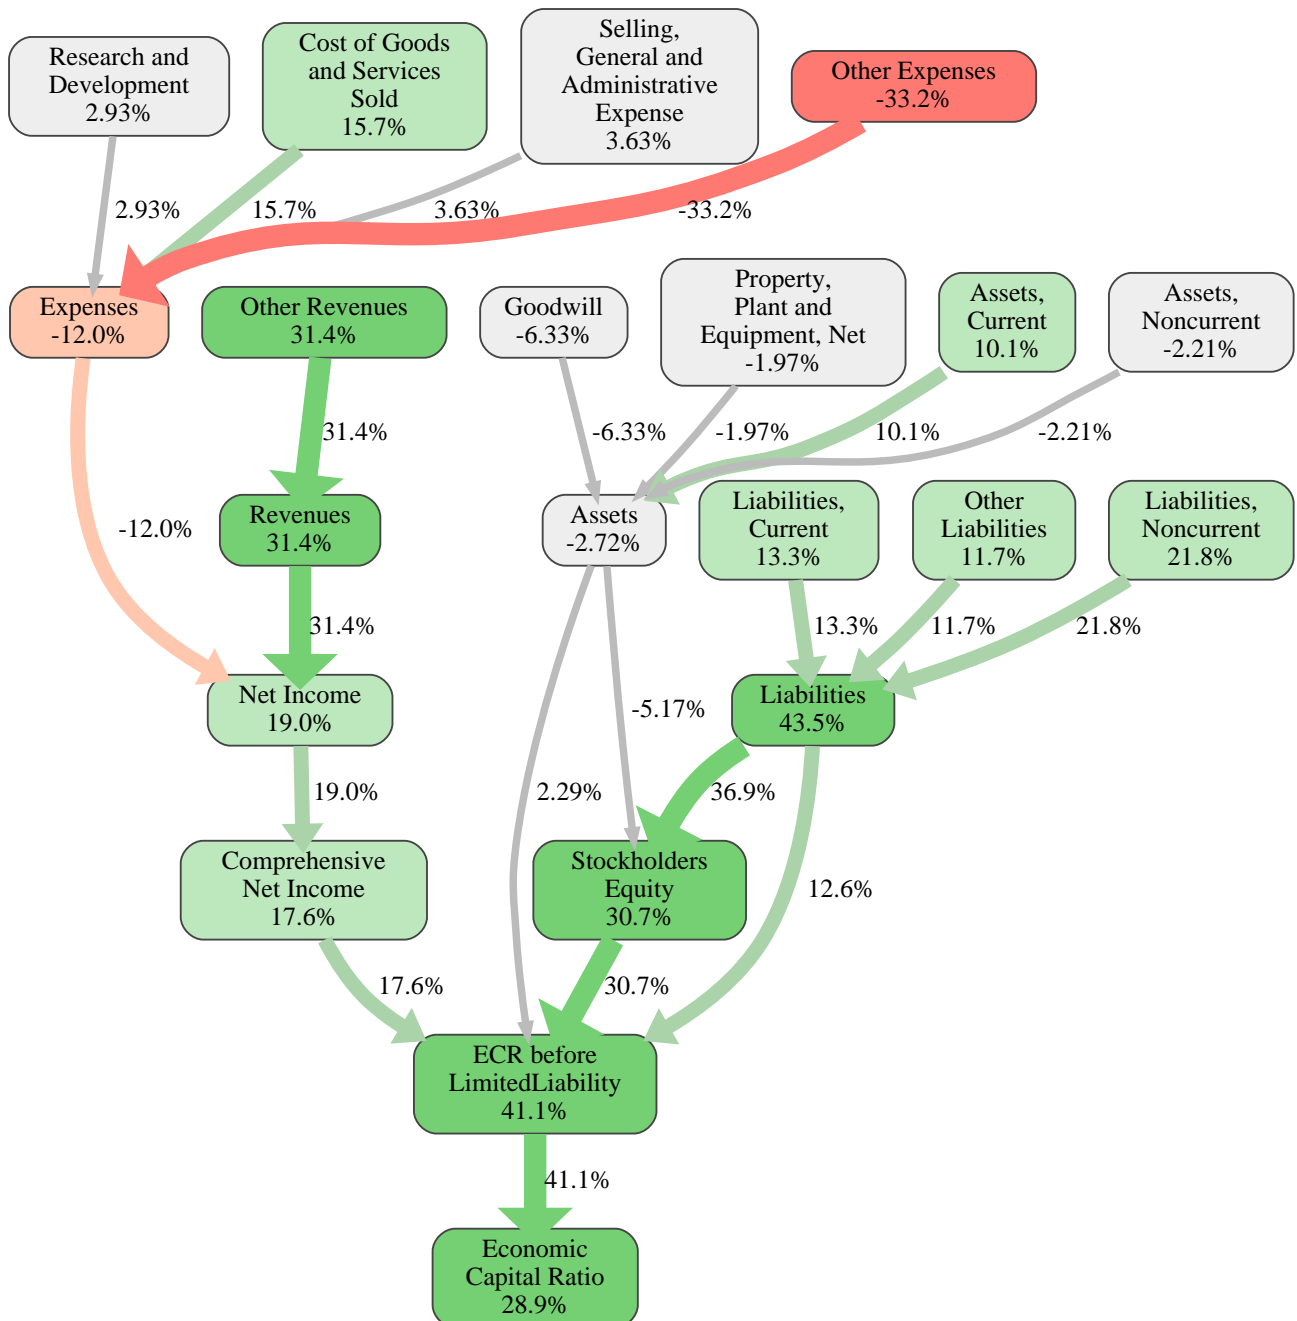 Research and
Development
2.93%
Cost of Goods
and Services
Sold
15.7%
Selling,
General and
Administrative
Expense
3.63%
Other Expenses
-33.2%
2.93%
15.7%
3.63%
-33.2%
Expenses
-12.0%
Other Revenues
31.4%
Goodwill
-6.33%
Property,
Plant and
Equipment, Net
-1.97%
Assets,
Current
10.1%
Assets,
Noncurrent
-2.21%
31.4%
-6.33%
-1.97%
10.1%
-2.21%
-12.0%
Revenues
31.4%
Assets
-2.72%
Liabilities,
Current
13.3%
Other
Liabilities
11.7%
Liabilities,
Noncurrent
21.8%
31.4%
13.3%
11.7%
21.8%
Net Income
19.0%
-5.17%
Liabilities
43.5%
19.0%
2.29%
36.9%
Comprehensive
Net Income
17.6%
Stockholders
Equity
30.7%
12.6%
17.6%
30.7%
ECR before
LimitedLiability
41.1%
41.1%
Economic
Capital Ratio
28.9%